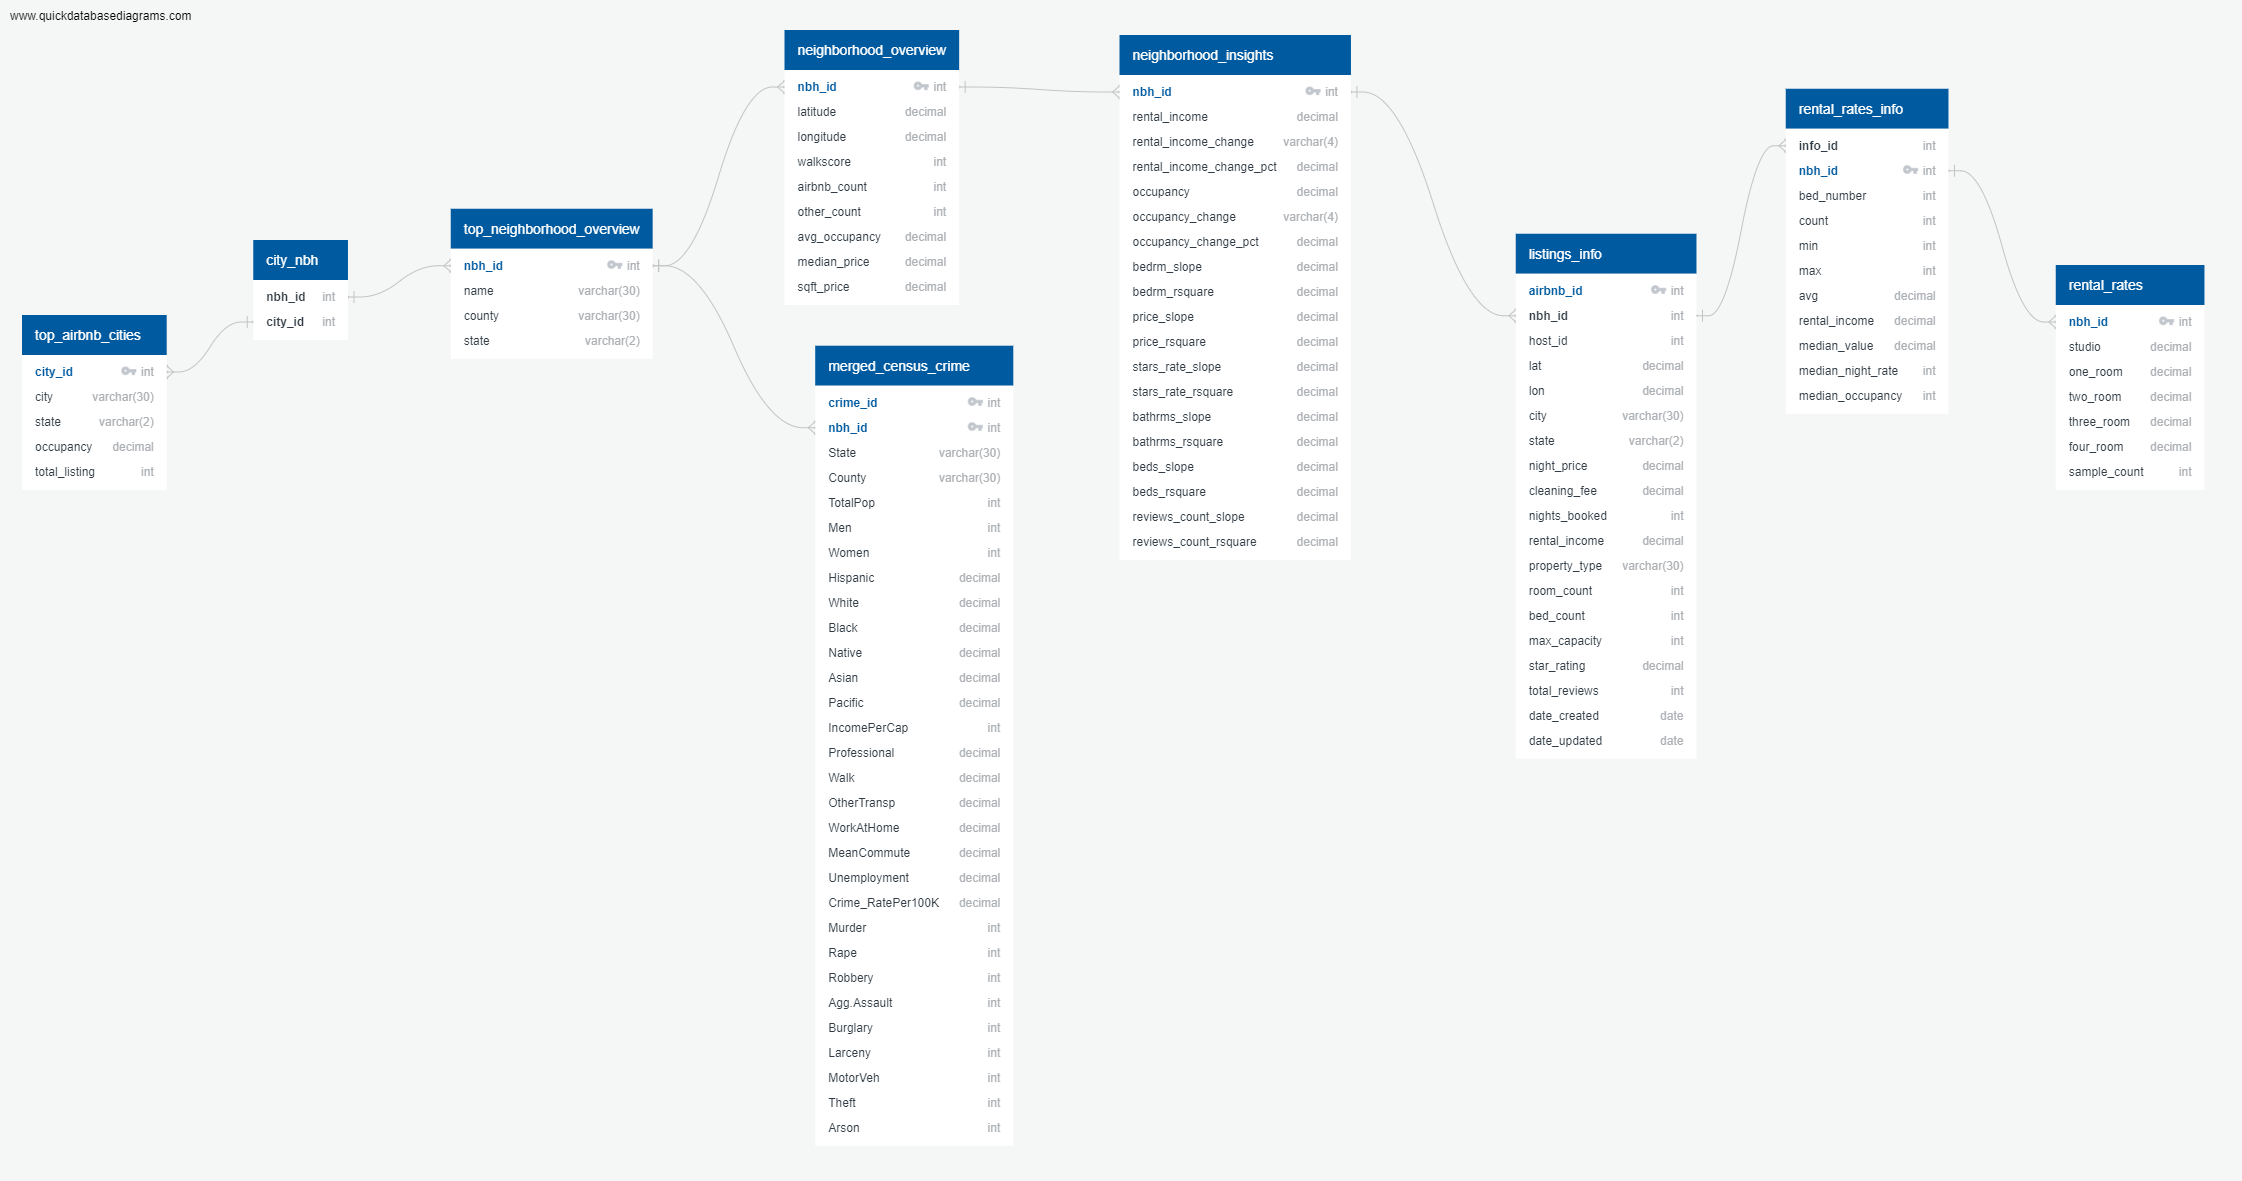 www.quickdatabasediagrams.com
top_airbnb_cities
city_id int
city varchar(30)
state varchar(2)
occupancy decimal
total_listing int
city_nbh
nbh_id int
city_id int
top_neighborhood_overview
nbh_id int
name varchar(30)
county varchar(30)
state varchar(2)
neighborhood_overview
nbh_id int
latitude decimal
longitude decimal
walkscore int
airbnb_count int
other_count int
avg_occupancy decimal
median_price decimal
sqft_price decimal
merged_census_crime
crime_id int
nbh_id int
State varchar(30)
County varchar(30)
TotalPop int
Men int
Women int
Hispanic decimal
White decimal
Black decimal
Native decimal
Asian decimal
Pacific decimal
IncomePerCap int
Professional decimal
Walk decimal
OtherTransp decimal
WorkAtHome decimal
MeanCommute decimal
Unemployment decimal
Crime_RatePer100K decimal
Murder int
Rape int
Robbery int
Agg.Assault int
Burglary int
Larceny int
MotorVeh int
Theft int
Arson int
neighborhood_insights
nbh_id int
rental_income decimal
rental_income_change varchar(4)
rental_income_change_pct decimal
occupancy decimal
occupancy_change varchar(4)
occupancy_change_pct decimal
bedrm_slope decimal
bedrm_rsquare decimal
price_slope decimal
price_rsquare decimal
stars_rate_slope decimal
stars_rate_rsquare decimal
bathrms_slope decimal
bathrms_rsquare decimal
beds_slope decimal
beds_rsquare decimal
reviews_count_slope decimal
reviews_count_rsquare decimal
listings_info
airbnb_id int
nbh_id int
host_id int
lat decimal
lon decimal
city varchar(30)
state varchar(2)
night_price decimal
cleaning_fee decimal
nights_booked int
rental_income decimal
property_type varchar(30)
room_count int
bed_count int
max_capacity int
star_rating decimal
total_reviews int
date_created date
date_updated date
rental_rates_info
info_id int
nbh_id int
bed_number int
count int
min int
max int
avg decimal
rental_income decimal
median_value decimal
median_night_rate int
median_occupancy int
rental_rates
nbh_id int
studio decimal
one_room decimal
two_room decimal
three_room decimal
four_room decimal
sample_count int